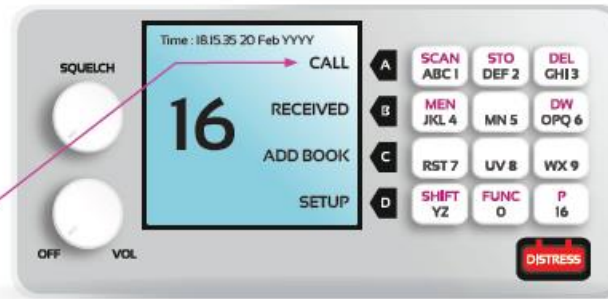 SQUELCH
OFF VOL
Time : 18.15.35 20 Feb YYYY
16
CALL
RECEIVED
ADD BOOK
SETUP
A
B
C
D
SCAN
ABC 1
STO
DEF 2
DEL
GHI 3
MEN
JKL 4
MN 5
DW
OPQ 6
RST 7
UV 8
WX 9
SHIFT
YZ
FUNC
0
P
16
DISTRESS